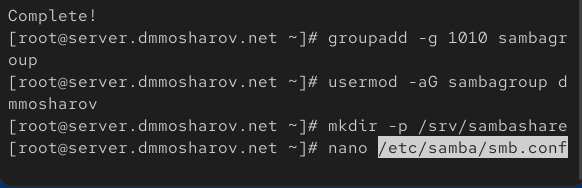 Complete!
[root@server.dmmosharov.net ~]# groupadd -g 1010 sambagr
oup
[root@server.dmmosharov.net ~]# usermod -aG sambagroup d
mmosharov
[root@server.dmmosharov.net ~]# mkdir -p /srv/sambashare
[root@server.dmmosharov.net ~]# nano /etc/samba/smb.conf